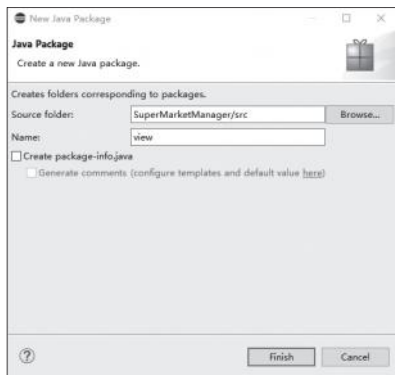 New Java Package
Java Package
Create a new Java package.
Creates folders corresponding to packages.
Source folder: SuperMarketManager/src Browse...
Name: view
Create package-info.java
Generate comments (configure templates and default value here)
Finish Cancel